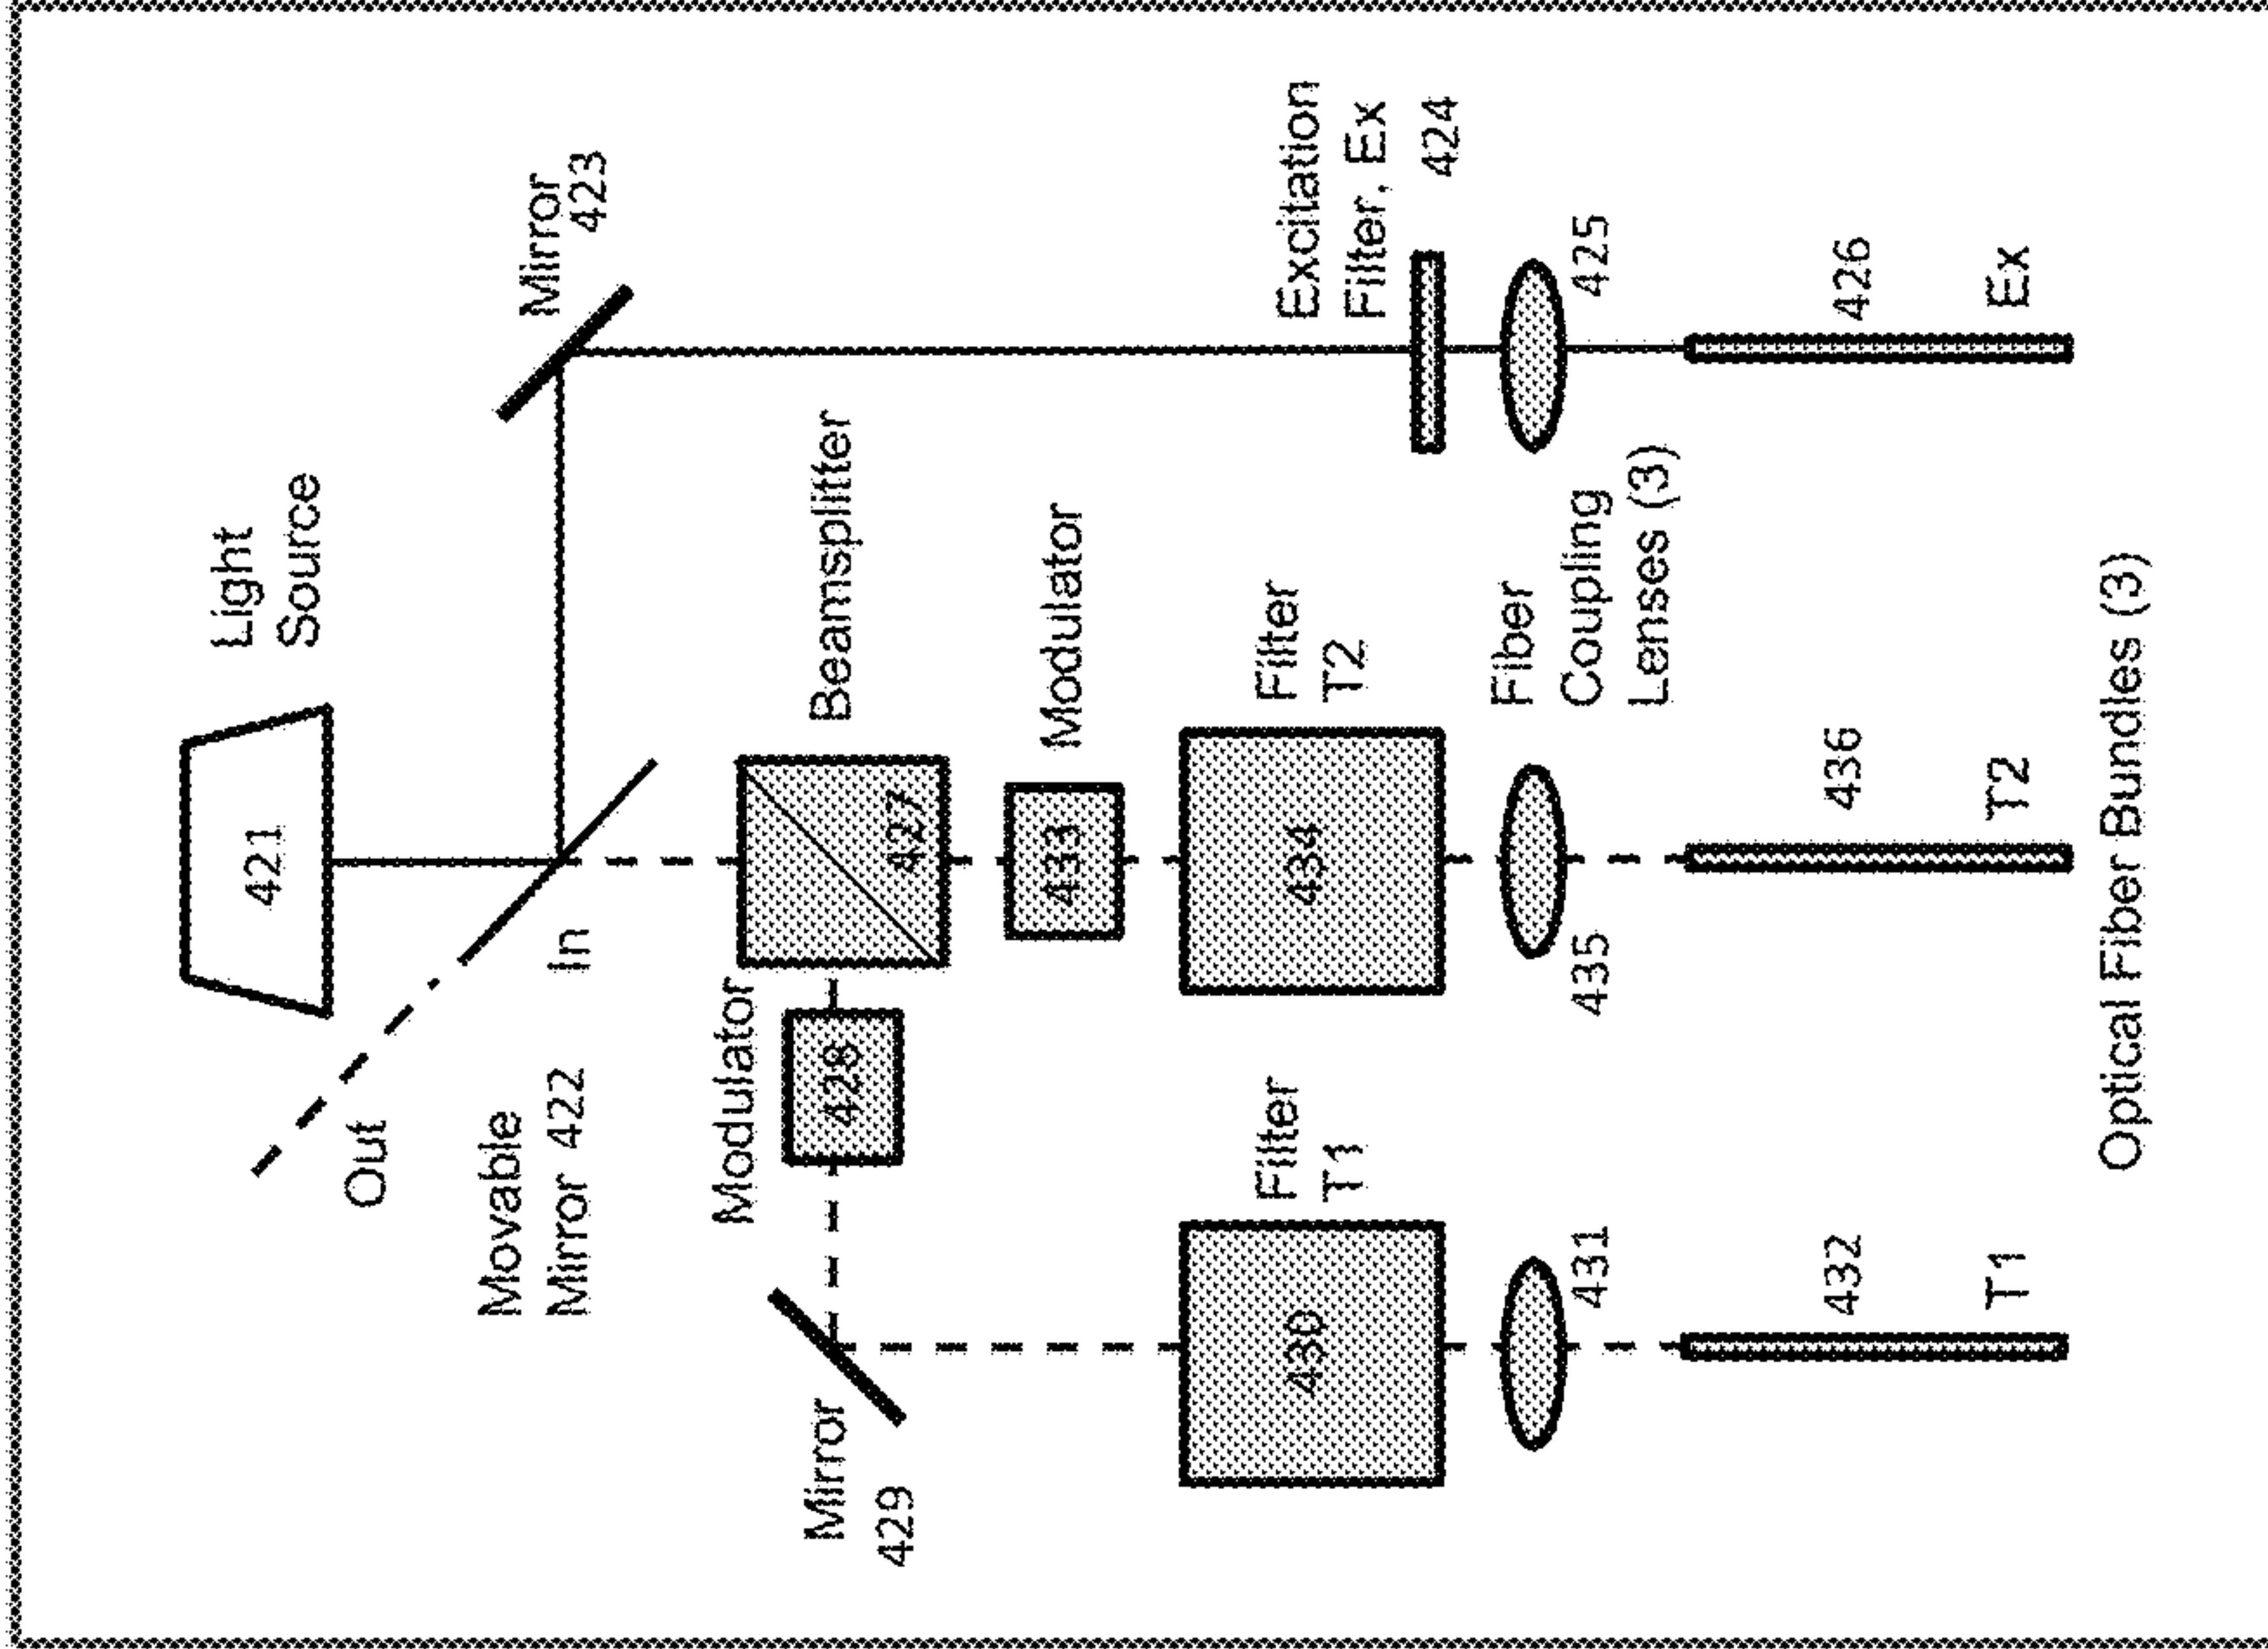 Light
Source
421
Out
Movable
Mirror 422
In
Mirror
423
Modulator
428
427
Beamsplitter
Mirror
429
433
Modulator
Filter
T1
430
Filter
T2
434
Excitation
Filter, Ex
424
431
435
Fiber
Coupling
Lenses (3)
425
432
T1
436
T2
426
Ex
Optical Fiber Bundles (3)